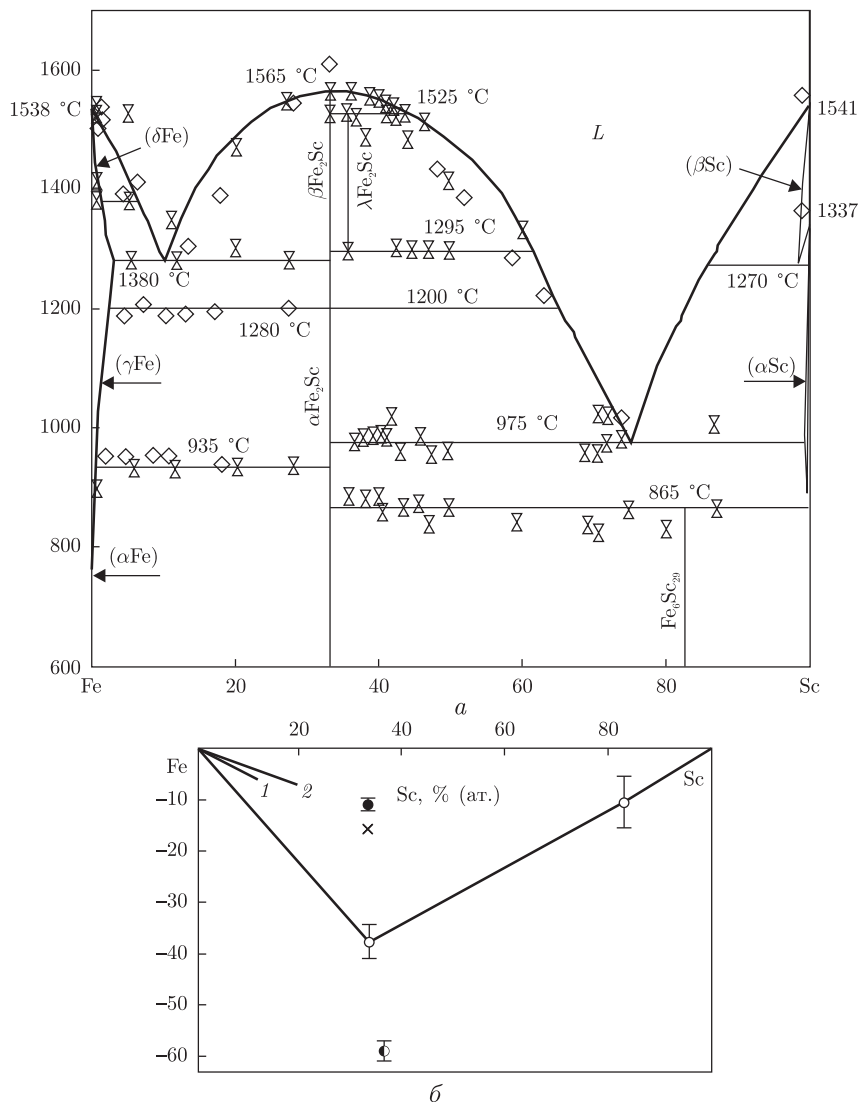 1600
1565 °C
1525 °C
1538 °C
L
1541
(δFe)
βFe₂Sc
λFe₂Sc
(βSc)
1400
1337
1295 °C
1380 °C
1200 °C
1270 °C
1200
1280 °C
(γFe)
αFe₂Sc
(αSc)
1000
975 °C
935 °C
865 °C
800
(αFe)
Fe₆Sc₂₉
600
Fe
20
40
60
80
Sc
а
20
40
60
80
Fe
Sc
1
2
Sc, % (ат.)
−10
−20
−30
−40
−50
−60
б